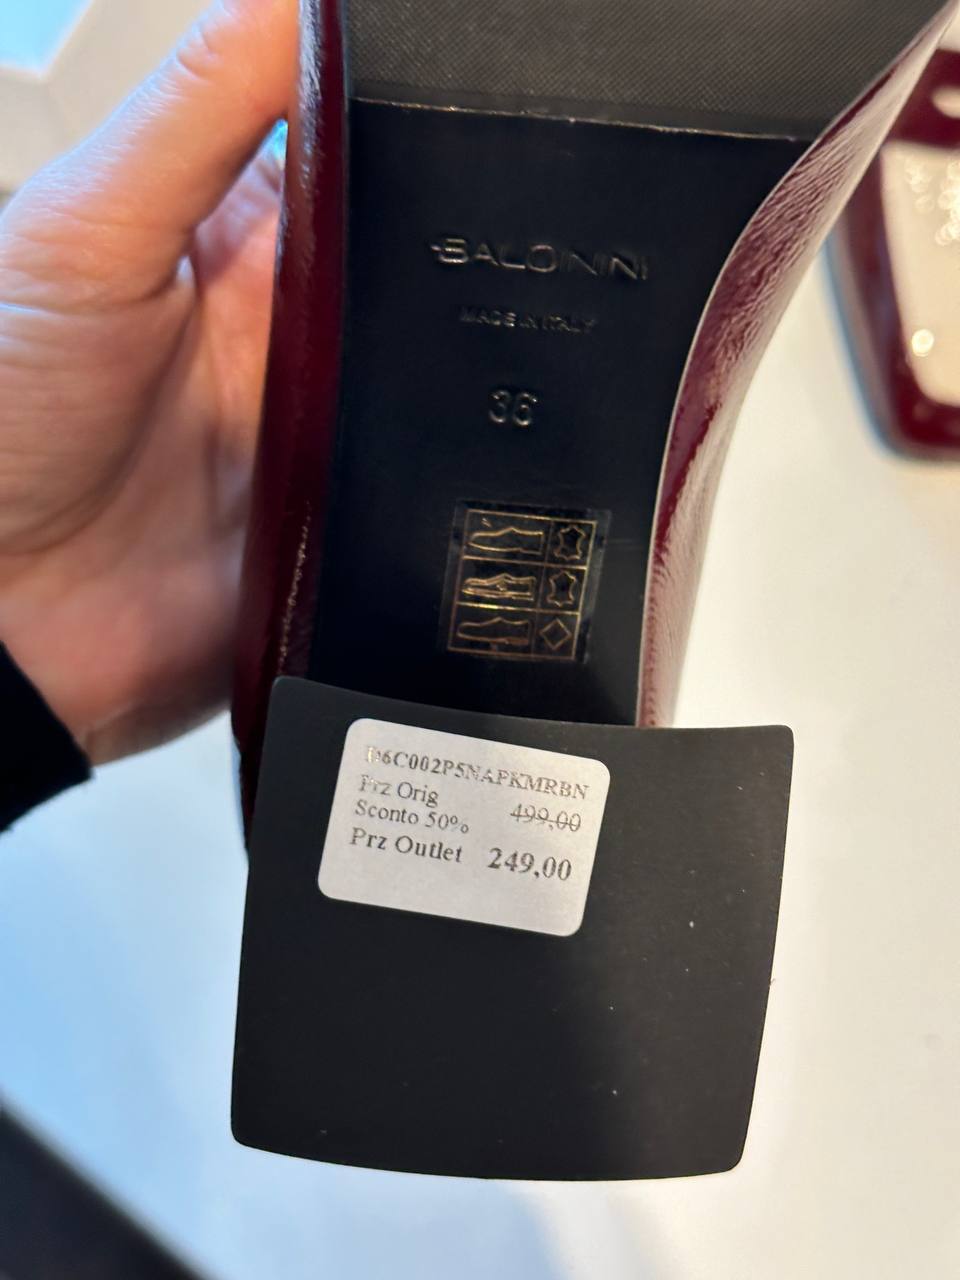 BALDININI
MADE IN ITALY
36
D6C002P5NAPKMRBN
Prz Orig 499,00
Sconto 50%
Prz Outlet 249,00